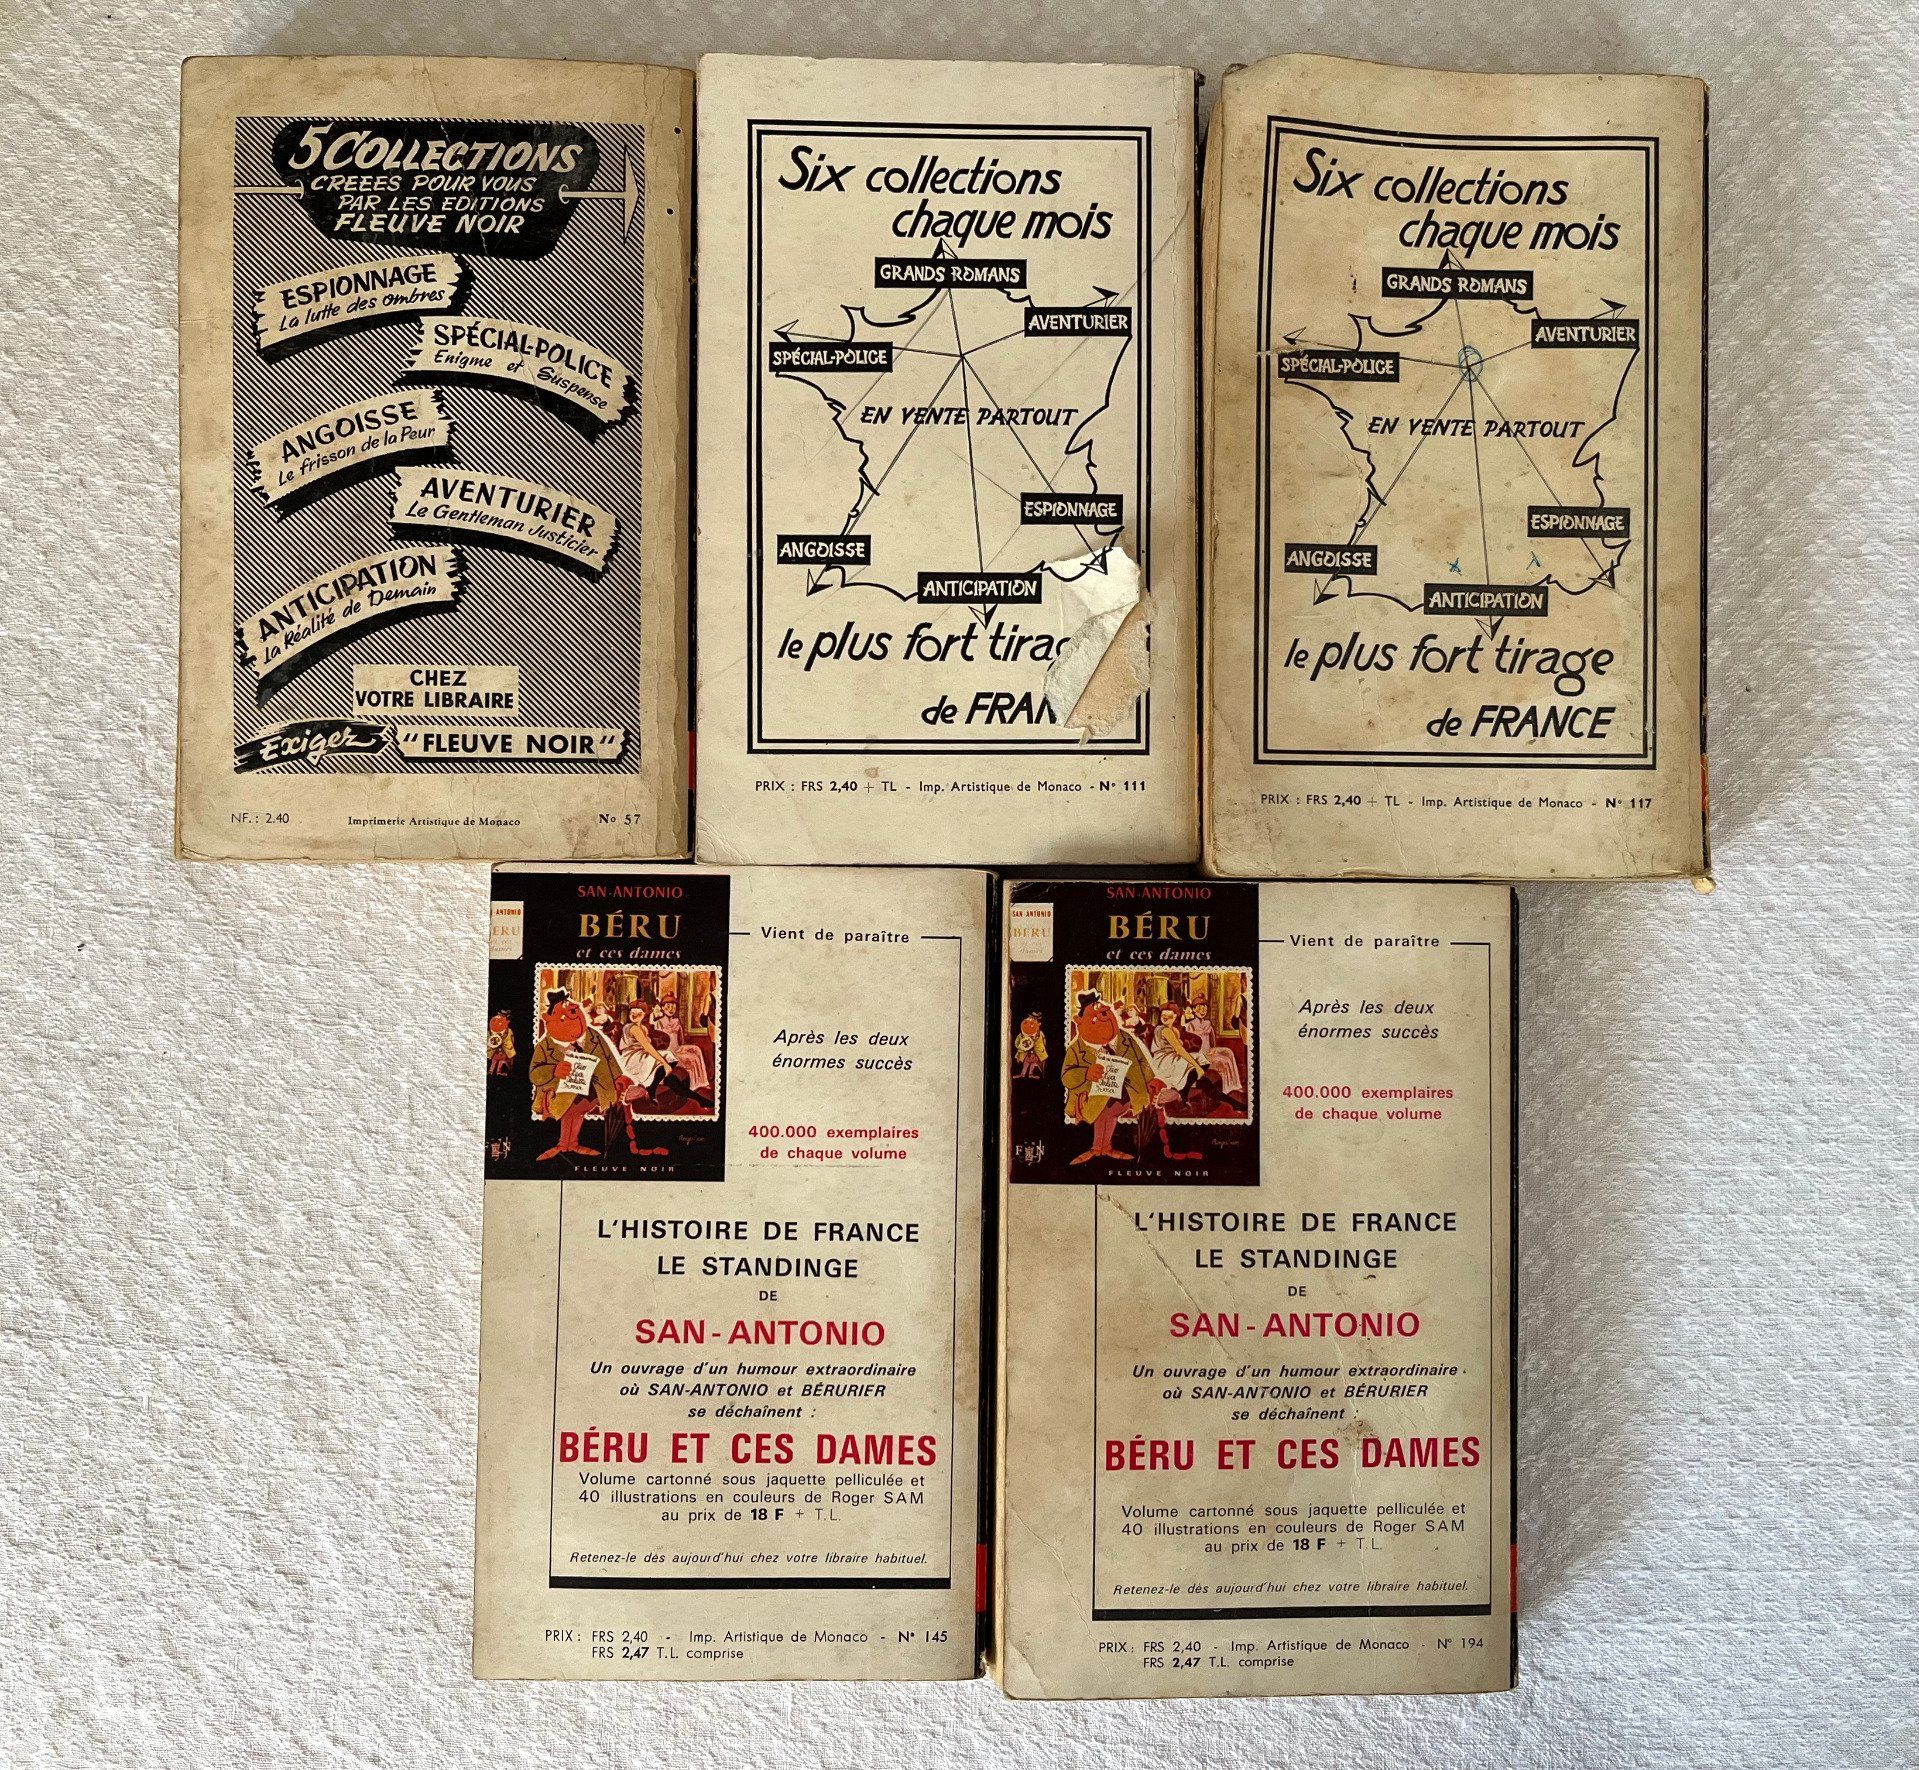 5 COLLECTIONS
CREEES POUR VOUS
PAR LES EDITIONS
FLEUVE NOIR
ESPIONNAGE
La lutte des ombres
SPÉCIAL-POLICE
Enigme et Suspense
ANGOISSE
Le frisson de la Peur
AVENTURIER
Le Gentleman Justicier
ANTICIPATION
La Réalité de Demain
CHEZ
VOTRE LIBRAIRE
Exigez "FLEUVE NOIR"
NF.: 2.40 Imprimerie Artistique de Monaco No 57
Six collections
chaque mois
GRANDS ROMANS
AVENTURIER
SPÉCIAL-POLICE
EN VENTE PARTOUT
ESPIONNAGE
ANGOISSE
ANTICIPATION
le plus fort tirag
de FRAN
PRIX : FRS 2,40 + TL - Imp. Artistique de Monaco - N° 111
Six collections
chaque mois
GRANDS ROMANS
AVENTURIER
SPÉCIAL-POLICE
EN VENTE PARTOUT
ESPIONNAGE
ANGOISSE
ANTICIPATION
le plus fort tirage
de FRANCE
PRIX : FRS 2,40 + TL - Imp. Artistique de Monaco - N° 117
SAN-ANTONIO
BÉRU
et ces dames
FLEUVE NOIR
Vient de paraître
Après les deux
énormes succès
400.000 exemplaires
de chaque volume
L'HISTOIRE DE FRANCE
LE STANDINGE
DE
SAN-ANTONIO
Un ouvrage d'un humour extraordinaire
où SAN-ANTONIO et BÉRURIER
se déchaînent :
BÉRU ET CES DAMES
Volume cartonné sous jaquette pelliculée et
40 illustrations en couleurs de Roger SAM
au prix de 18 F + T.L.
Retenez-le dès aujourd'hui chez votre libraire habituel.
PRIX : FRS 2,40 - Imp. Artistique de Monaco - N° 145
FRS 2,47 T.L. comprise
SAN ANTONIO
BÉRU
SAN-ANTONIO
BÉRU
et ces dames
F N
FLEUVE NOIR
Vient de paraître
Après les deux
énormes succès
400.000 exemplaires
de chaque volume
L'HISTOIRE DE FRANCE
LE STANDINGE
DE
SAN-ANTONIO
Un ouvrage d'un humour extraordinaire
où SAN-ANTONIO et BÉRURIER
se déchaînent :
BÉRU ET CES DAMES
Volume cartonné sous jaquette pelliculée et
40 illustrations en couleurs de Roger SAM
au prix de 18 F + T.L.
Retenez-le dès aujourd'hui chez votre libraire habituel.
PRIX : FRS 2,40 - Imp. Artistique de Monaco - N° 194
FRS 2,47 T.L. comprise